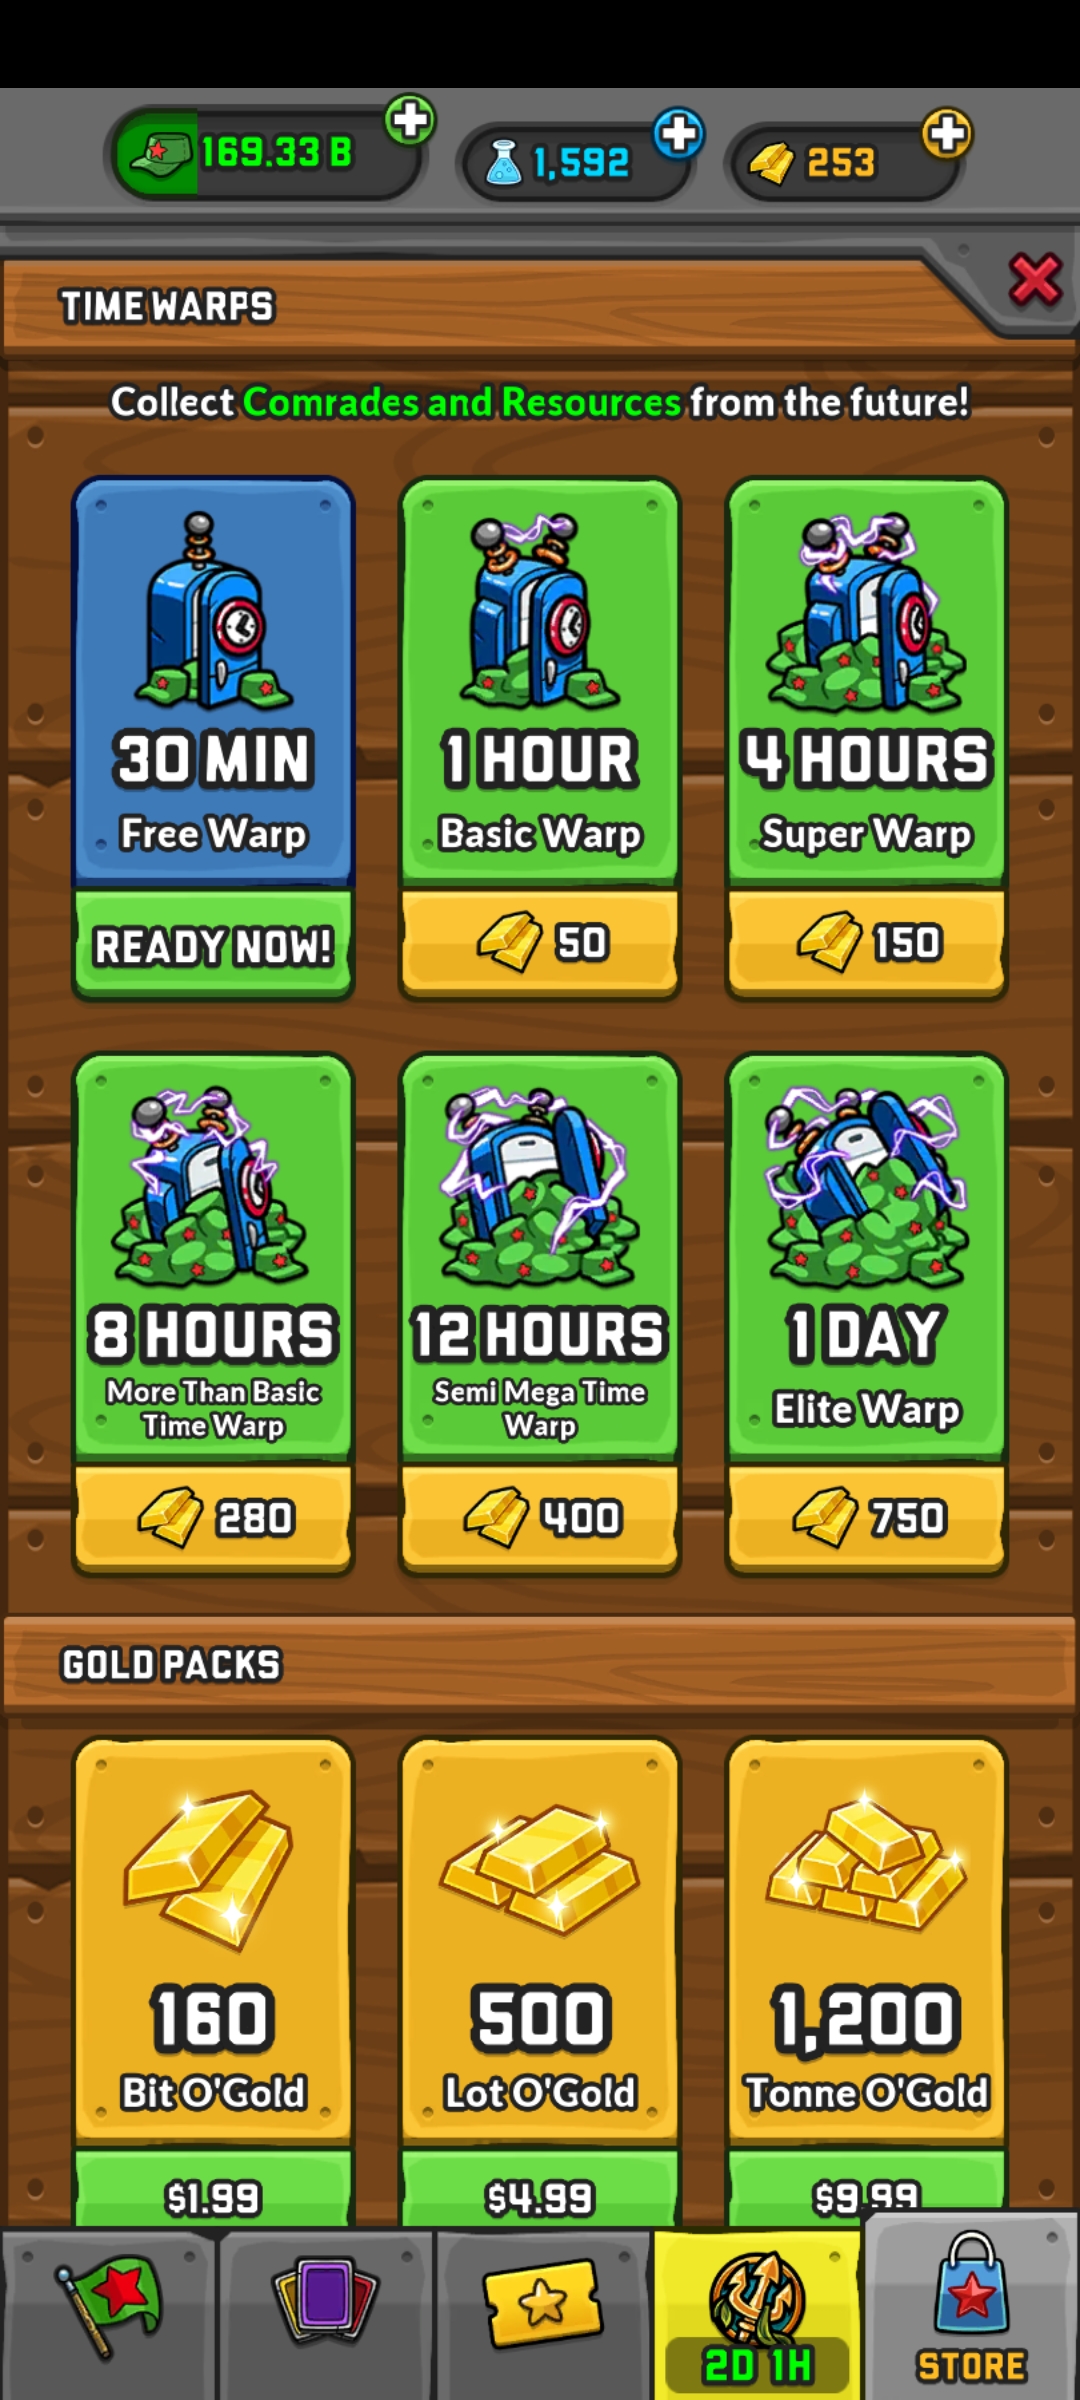 169.33 B
1,592
253
TIME WARPS
Collect Comrades and Resources from the future!
30 MIN
Free Warp
READY NOW!
1 HOUR
Basic Warp
50
4 HOURS
Super Warp
150
8 HOURS
More Than Basic
Time Warp
280
12 HOURS
Semi Mega Time
Warp
400
1 DAY
Elite Warp
750
GOLD PACKS
160
Bit O'Gold
$1.99
500
Lot O'Gold
$4.99
1,200
Tonne O'Gold
$9.99
2D 1H
STORE